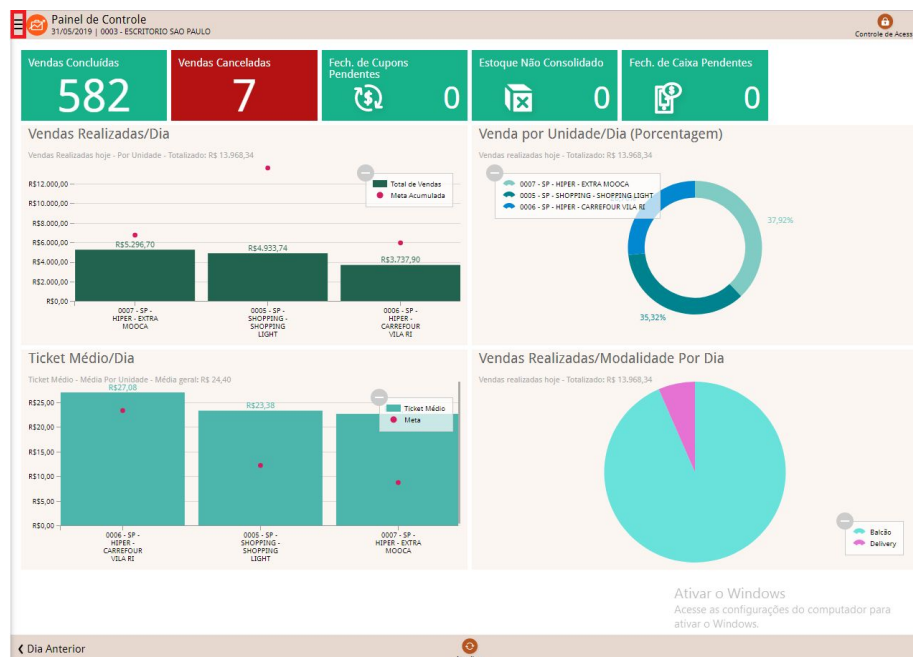 Painel de Controle
31/05/2019 | 0003 - ESCRITORIO SAO PAULO
Controle de Acess
Vendas Concluídas
582
Vendas Canceladas
7
Fech. de Cupons
Pendentes
0
Estoque Não Consolidado
0
Fech. de Caixa Pendentes
0
Vendas Realizadas/Dia
Vendas Realizadas hoje - Por Unidade - Totalizado: R$ 13.968,34
Total de Vendas
Meta Acumulada
R$12.000,00
R$10.000,00
R$8.000,00
R$6.000,00
R$4.000,00
R$2.000,00
R$0,00
R$5.296,70
R$4.933,74
R$3.737,90
0007 - SP -
HIPER - EXTRA
MOOCA
0005 - SP -
SHOPPING -
SHOPPING
LIGHT
0006 - SP -
HIPER -
CARREFOUR
VILA RI
Venda por Unidade/Dia (Porcentagem)
Vendas realizadas hoje - Totalizado: R$ 13.968,34
0007 - SP - HIPER - EXTRA MOOCA
0005 - SP - SHOPPING - SHOPPING LIGHT
0006 - SP - HIPER - CARREFOUR VILA RI
37,92%
35,32%
Ticket Médio/Dia
Ticket Médio - Média Por Unidade - Média geral: R$ 24,40
Ticket Médio
Meta
R$25,00
R$20,00
R$15,00
R$10,00
R$5,00
R$0,00
R$27,08
R$23,38
0006 - SP -
HIPER -
CARREFOUR
VILA RI
0005 - SP -
SHOPPING -
SHOPPING
LIGHT
0007 - SP -
HIPER - EXTRA
MOOCA
Vendas Realizadas/Modalidade Por Dia
Vendas realizadas hoje - Totalizado: R$ 13.968,34
Balcão
Delivery
Ativar o Windows
Acesse as configurações do computador para
ativar o Windows.
Dia Anterior